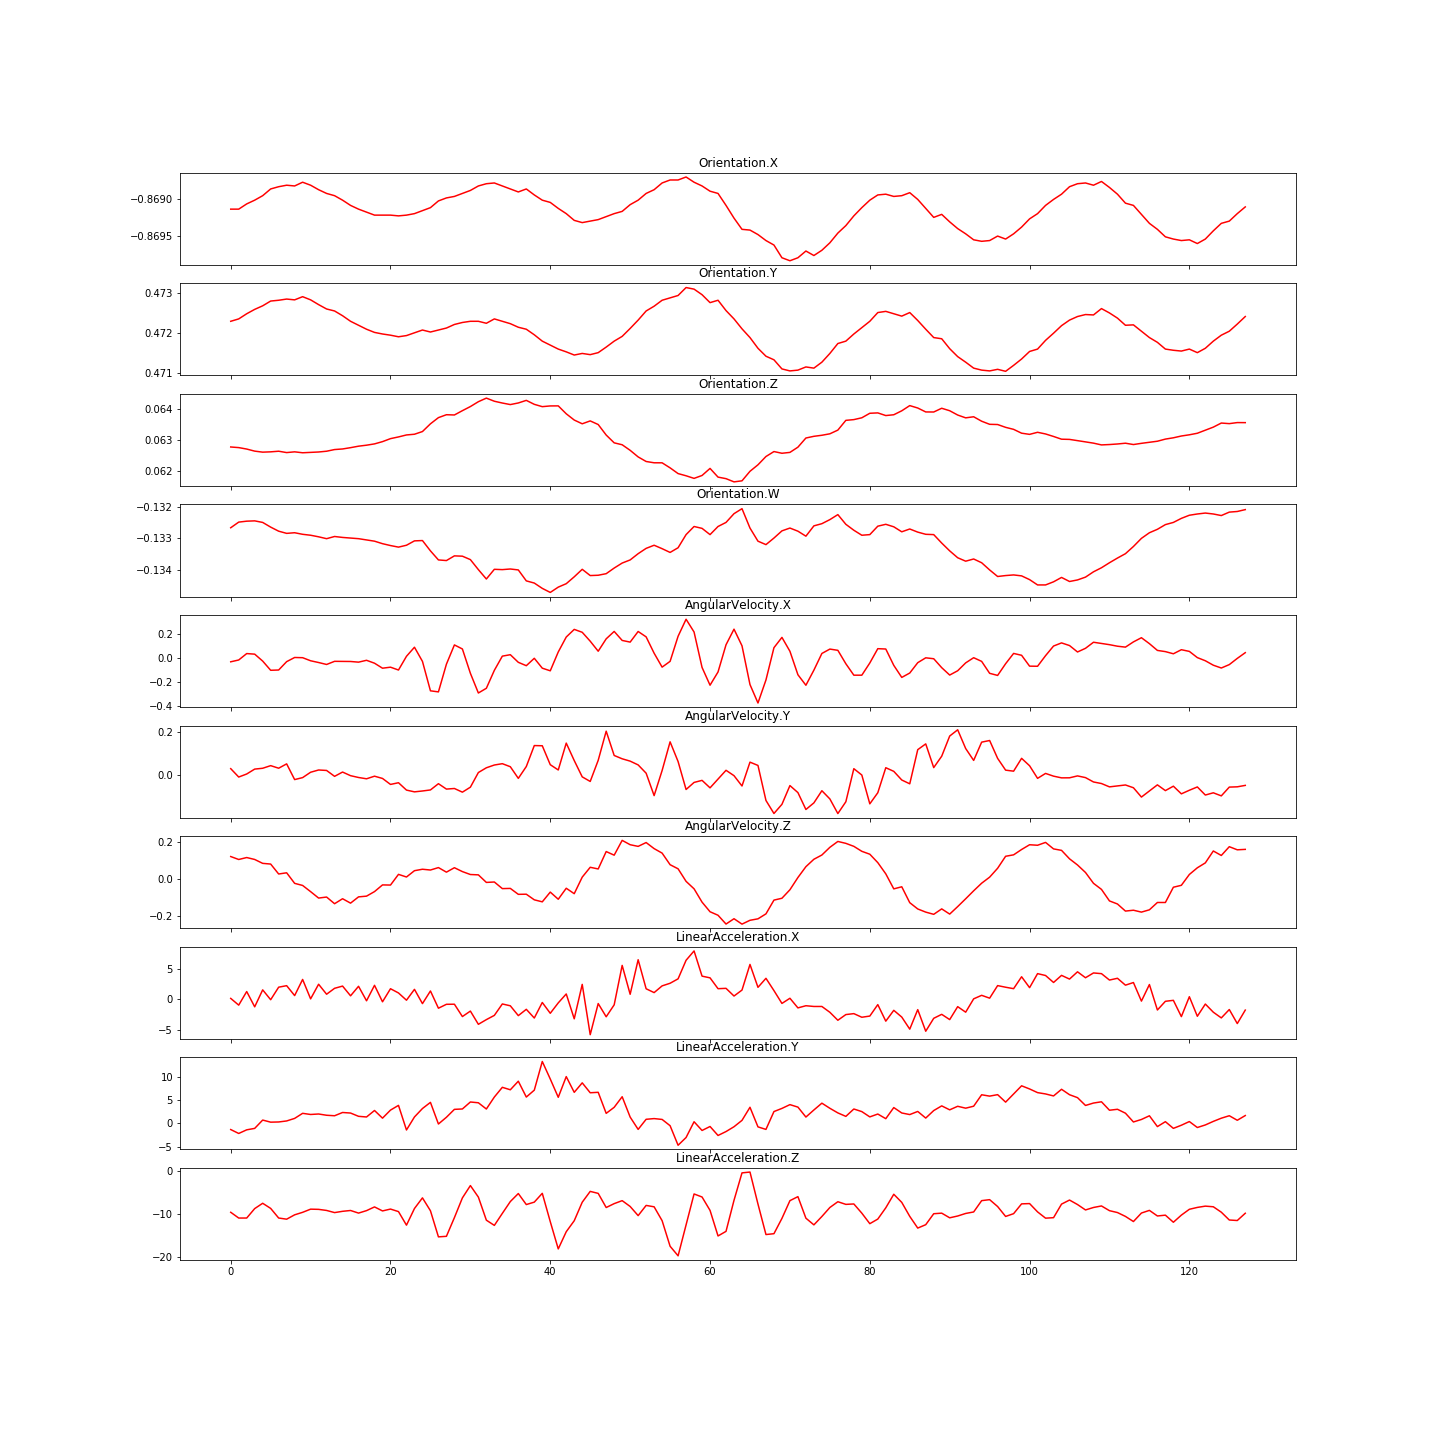 Orientation.X
−0.8690
−0.8695
Orientation.Y
0.473
0.472
0.471
Orientation.Z
0.064
0.063
0.062
Orientation.W
−0.132
−0.133
−0.134
AngularVelocity.X
0.2
0.0
−0.2
−0.4
AngularVelocity.Y
0.2
0.0
AngularVelocity.Z
0.2
0.0
−0.2
LinearAcceleration.X
5
0
−5
LinearAcceleration.Y
10
5
0
−5
LinearAcceleration.Z
0
−10
−20
0 20 40 60 80 100 120